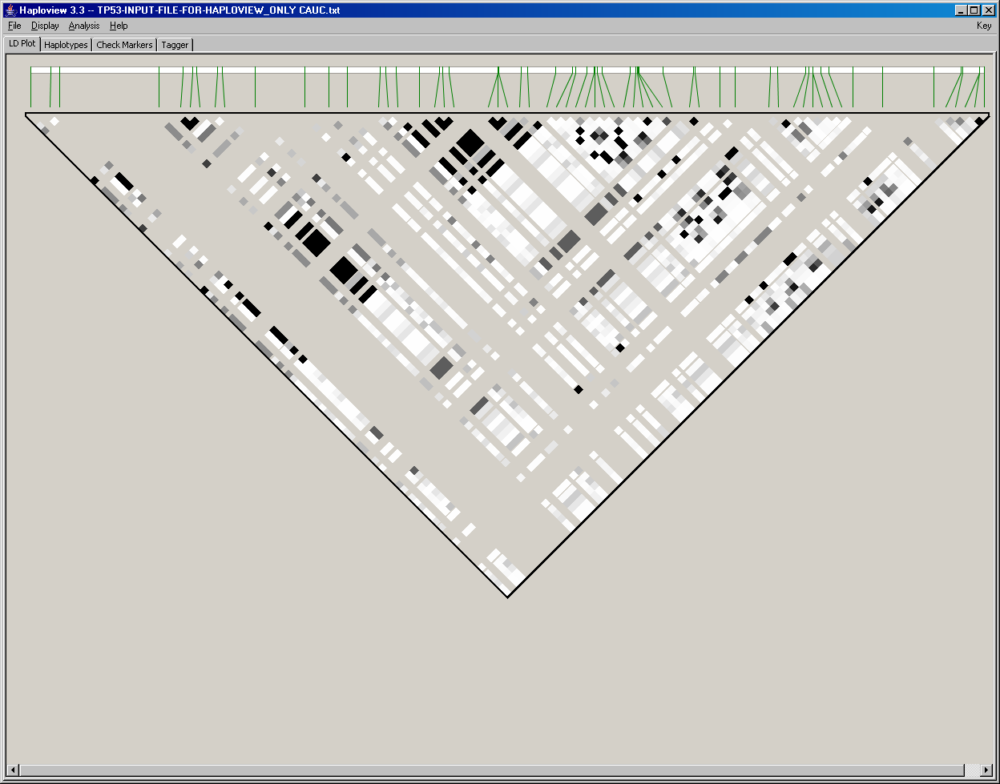 Haploview 3.3 -- TP53-INPUT-FILE-FOR-HAPLOVIEW_ONLY CAUC.txt
File Display Analysis Help Key
LD Plot Haplotypes Check Markers Tagger